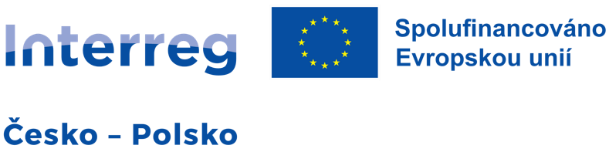 Interreg
Spolufinancováno
Evropskou unií
Česko – Polsko